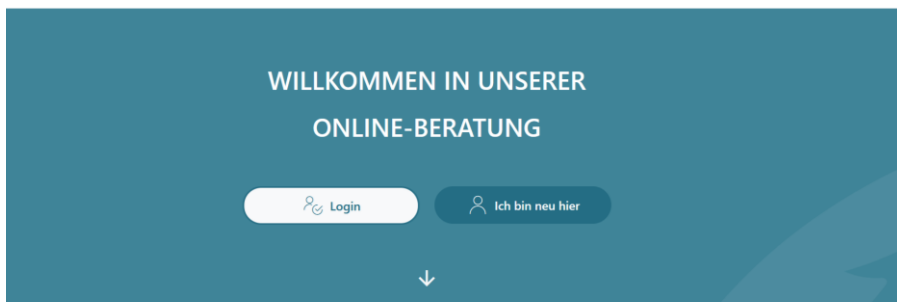 WILLKOMMEN IN UNSERER
ONLINE-BERATUNG
Login
Ich bin neu hier